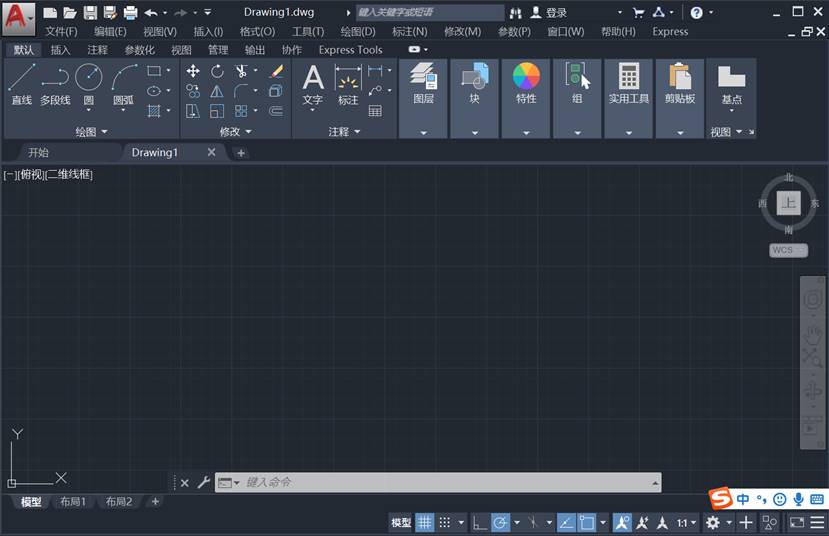 Drawing1.dwg 键入关键字或短语 登录
文件(F) 编辑(E) 视图(V) 插入(I) 格式(O) 工具(T) 绘图(D) 标注(N) 修改(M) 参数(P) 窗口(W) 帮助(H) Express
默认 插入 注释 参数化 视图 管理 输出 协作 Express Tools
直线 多段线 圆 圆弧 文字 标注 图层 块 特性 组 实用工具 剪贴板 基点
绘图 修改 注释 视图
开始 Drawing1
[−][俯视][二维线框]
北
西 上 东
南
WCS
Y
X
键入命令
模型 布局1 布局2
中
模型 1:1